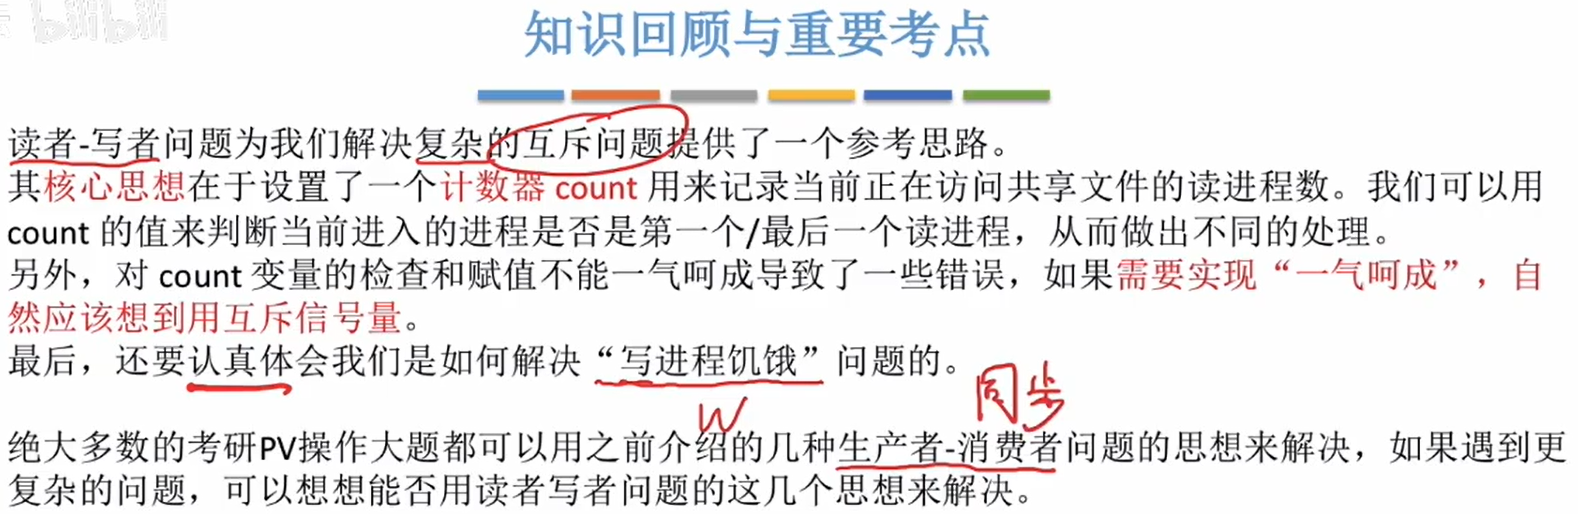 bilibili
知识回顾与重要考点
读者-写者问题为我们解决复杂的互斥问题提供了一个参考思路。
其核心思想在于设置了一个计数器 count 用来记录当前正在访问共享文件的读进程数。我们可以用
count 的值来判断当前进入的进程是否是第一个/最后一个读进程，从而做出不同的处理。
另外，对 count 变量的检查和赋值不能一气呵成导致了一些错误，如果需要实现“一气呵成”，自
然应该想到用互斥信号量。
最后，还要认真体会我们是如何解决“写进程饥饿”问题的。
同步
W
绝大多数的考研PV操作大题都可以用之前介绍的几种生产者-消费者问题的思想来解决，如果遇到更
复杂的问题，可以想想能否用读者写者问题的这几个思想来解决。